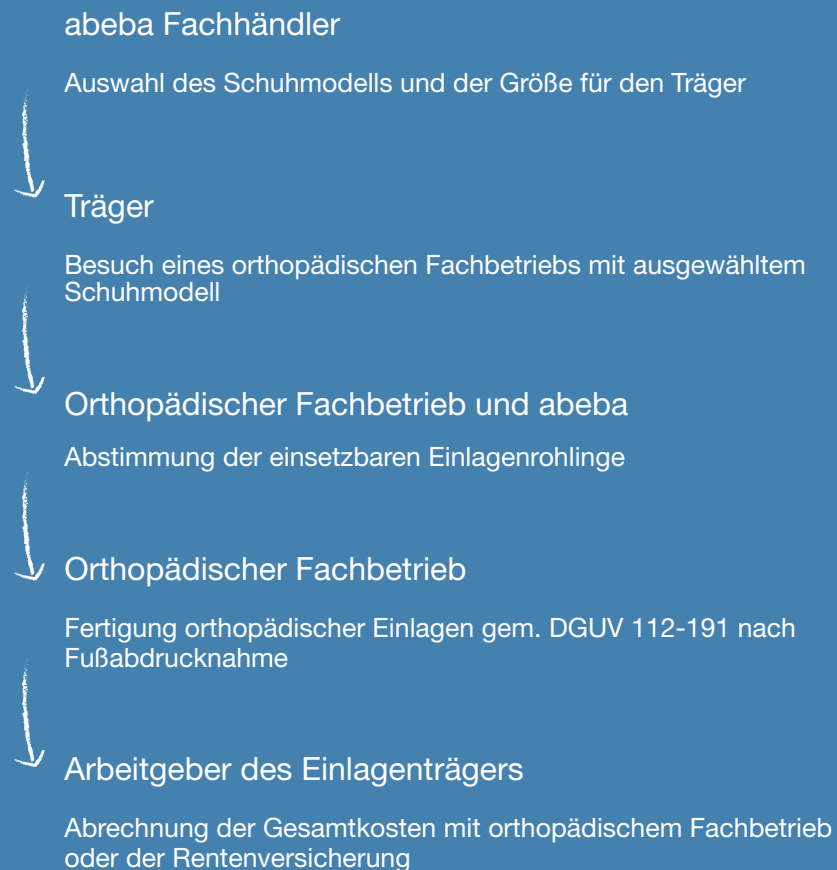 abeba Fachhändler
Auswahl des Schuhmodells und der Größe für den Träger
Träger
Besuch eines orthopädischen Fachbetriebs mit ausgewähltem
Schuhmodell
Orthopädischer Fachbetrieb und abeba
Abstimmung der einsetzbaren Einlagenrohlinge
Orthopädischer Fachbetrieb
Fertigung orthopädischer Einlagen gem. DGUV 112-191 nach
Fußabdrucknahme
Arbeitgeber des Einlagenträgers
Abrechnung der Gesamtkosten mit orthopädischem Fachbetrieb
oder der Rentenversicherung